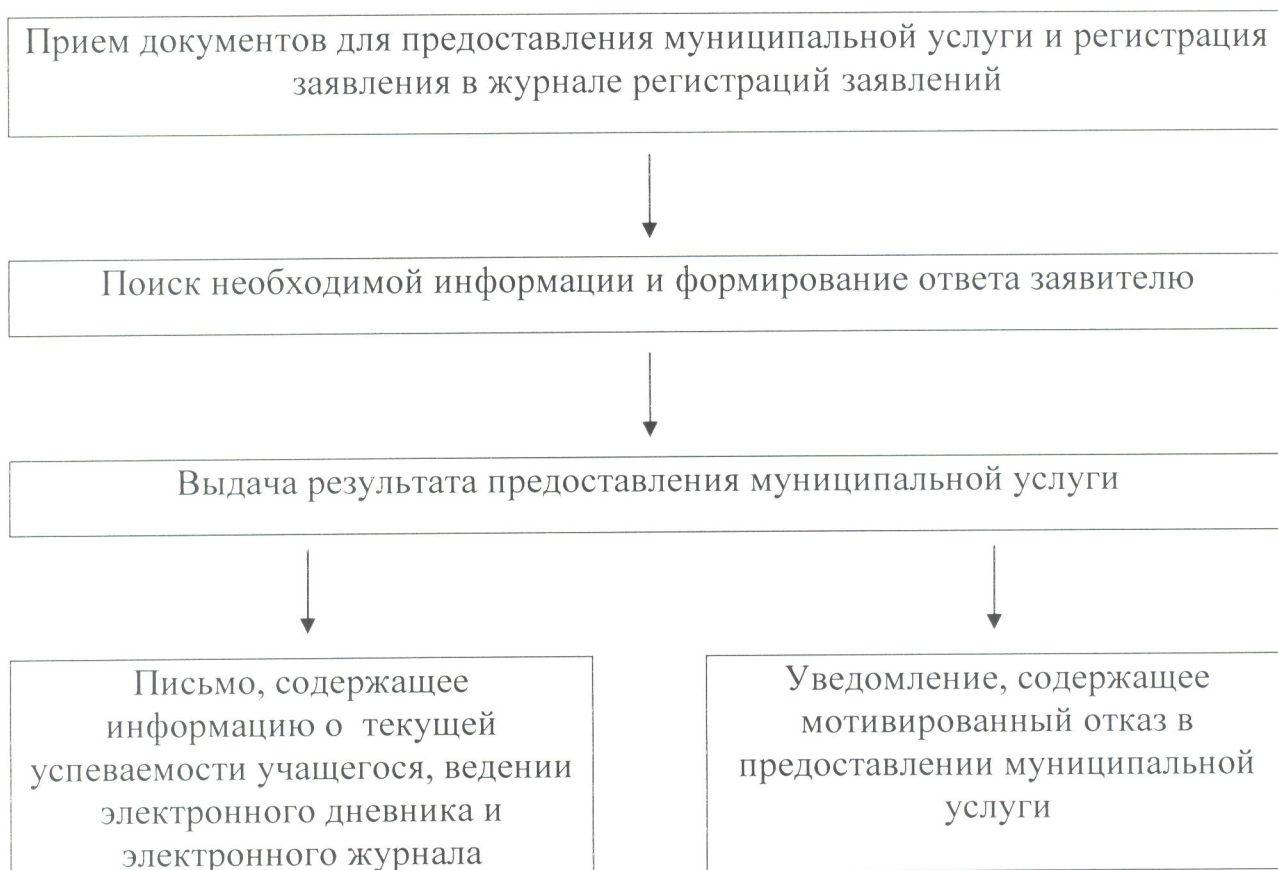 Прием документов для предоставления муниципальной услуги и регистрация
заявления в журнале регистраций заявлений
Поиск необходимой информации и формирование ответа заявителю
Выдача результата предоставления муниципальной услуги
Письмо, содержащее
информацию о текущей
успеваемости учащегося, ведении
электронного дневника и
электронного журнала
Уведомление, содержащее
мотивированный отказ в
предоставлении муниципальной
услуги